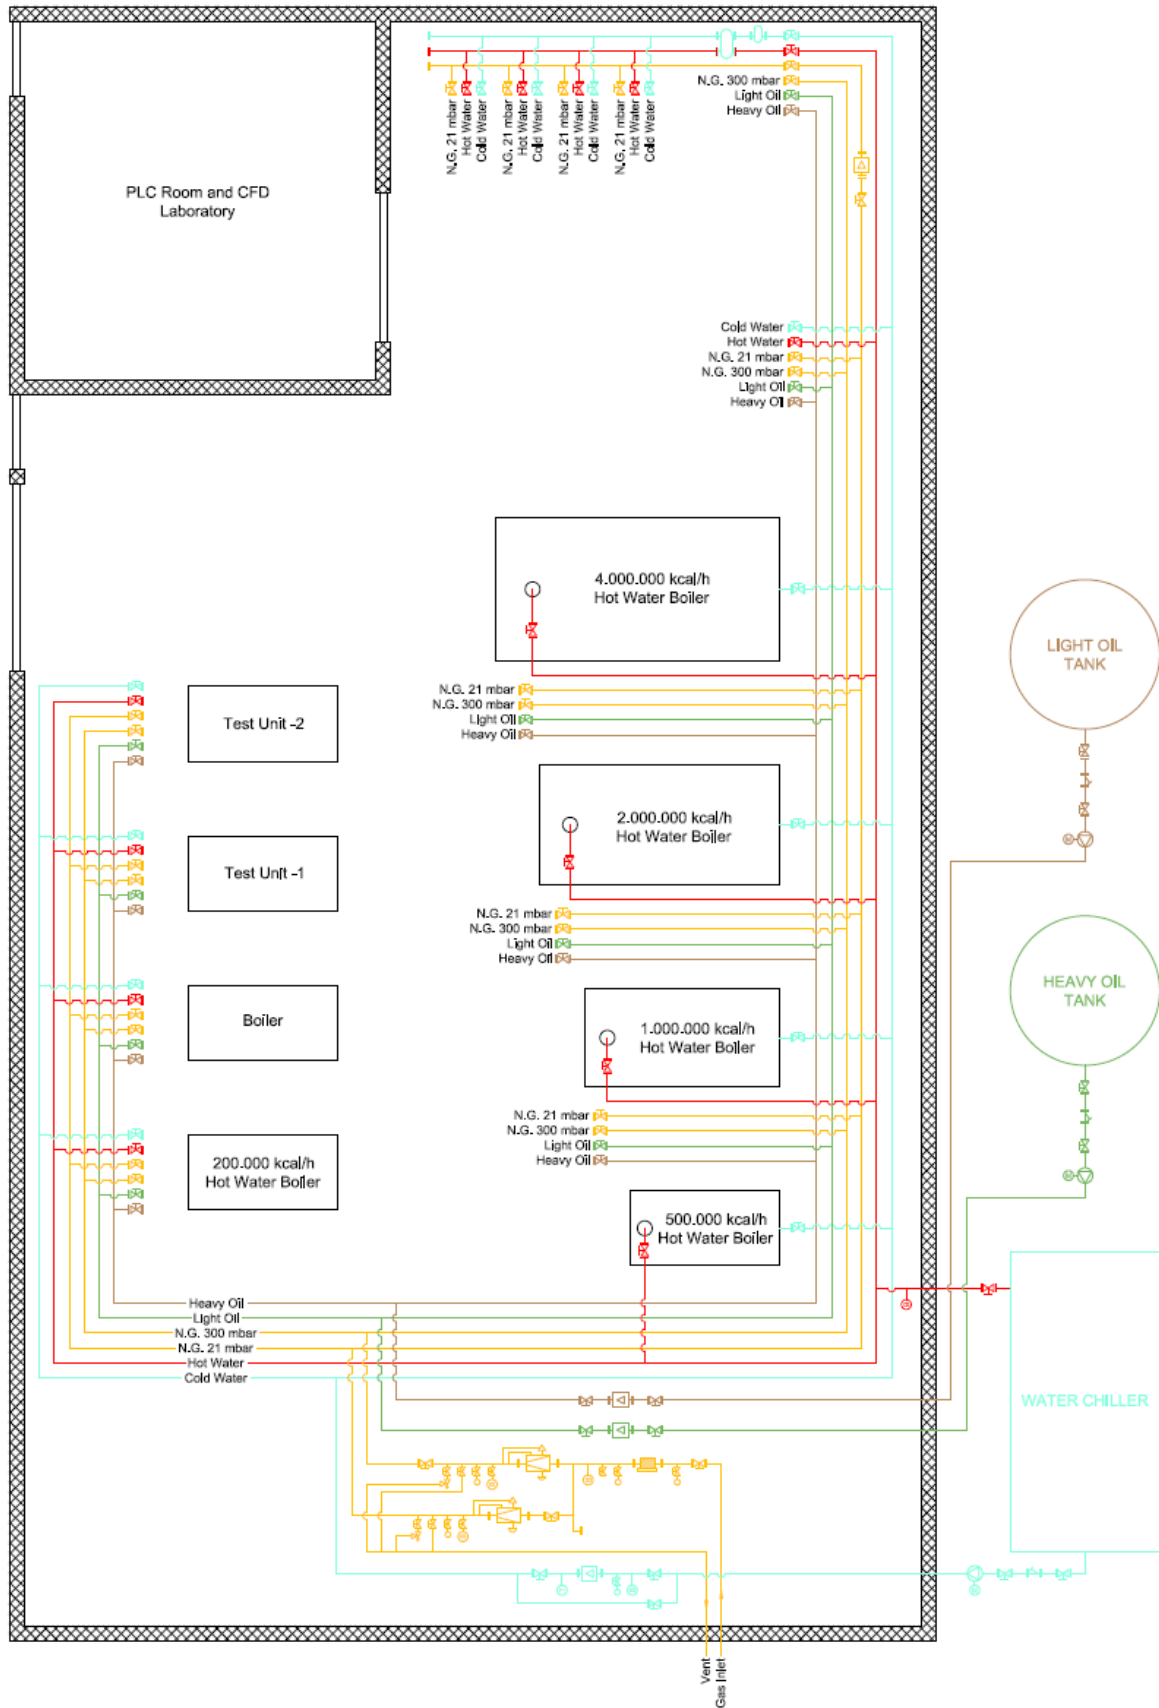 N.G. 300 mbar
Light Oil
Heavy Oil
N.G. 21 mbar
Hot Water
Cold Water
N.G. 21 mbar
Hot Water
Cold Water
N.G. 21 mbar
Hot Water
Cold Water
N.G. 21 mbar
Hot Water
Cold Water
PLC Room and CFD
Laboratory
Cold Water
Hot Water
N.G. 21 mbar
N.G. 300 mbar
Light Oil
Heavy Oil
4.000.000 kcal/h
Hot Water Boiler
LIGHT OIL
TANK
N.G. 21 mbar
N.G. 300 mbar
Light Oil
Heavy Oil
Test Unit -2
2.000.000 kcal/h
Hot Water Boiler
Test Unit -1
N.G. 21 mbar
N.G. 300 mbar
Light Oil
Heavy Oil
HEAVY OIL
TANK
Boiler
1.000.000 kcal/h
Hot Water Boiler
N.G. 21 mbar
N.G. 300 mbar
Light Oil
Heavy Oil
200.000 kcal/h
Hot Water Boiler
500.000 kcal/h
Hot Water Boiler
Heavy Oil
Light Oil
N.G. 300 mbar
N.G. 21 mbar
Hot Water
Cold Water
WATER CHILLER
Vent
Gas Inlet